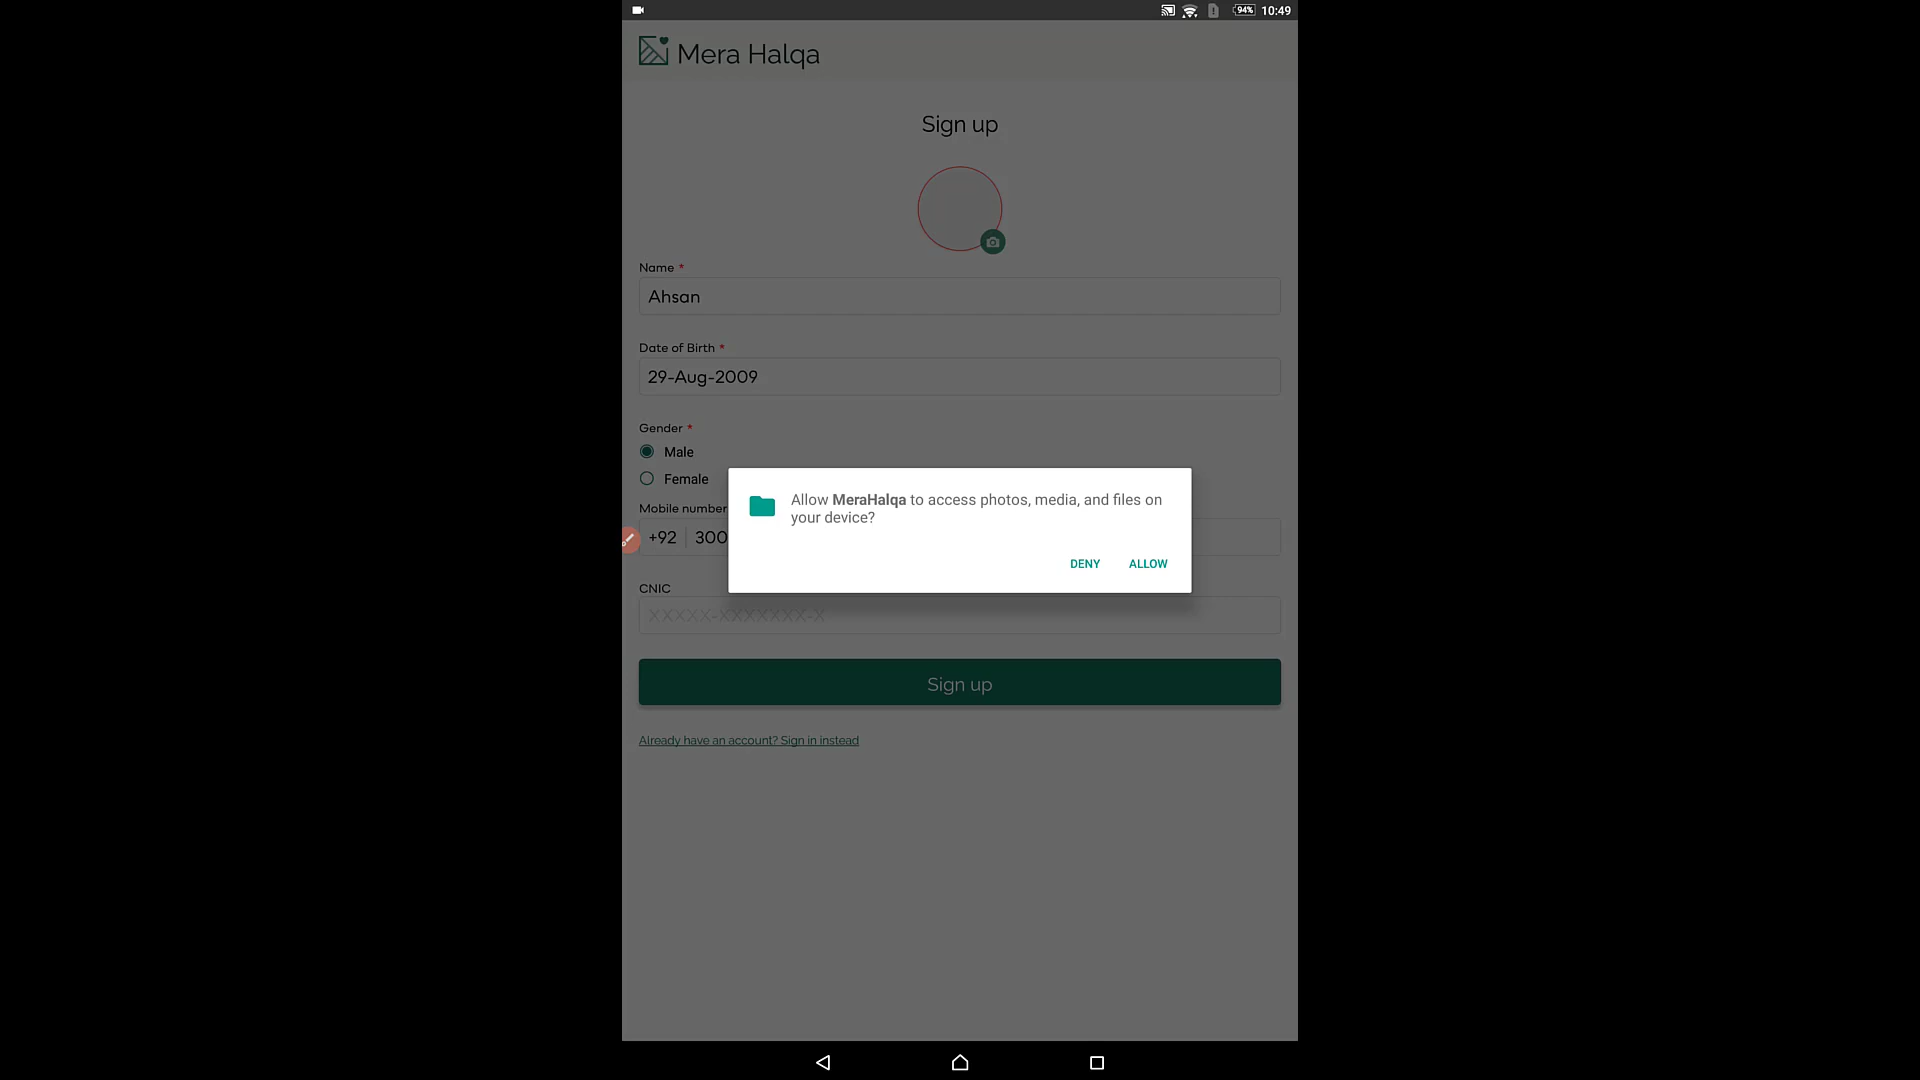 94% 10:49
Mera Halqa
Sign up
Name *
Ahsan
Date of Birth *
29-Aug-2009
Gender *
Male
Female
Mobile number
+92 300
Allow MeraHalqa to access photos, media, and files on
your device?
DENY ALLOW
CNIC
XXXXX-XXXXXXX-X
Sign up
Already have an account? Sign in instead